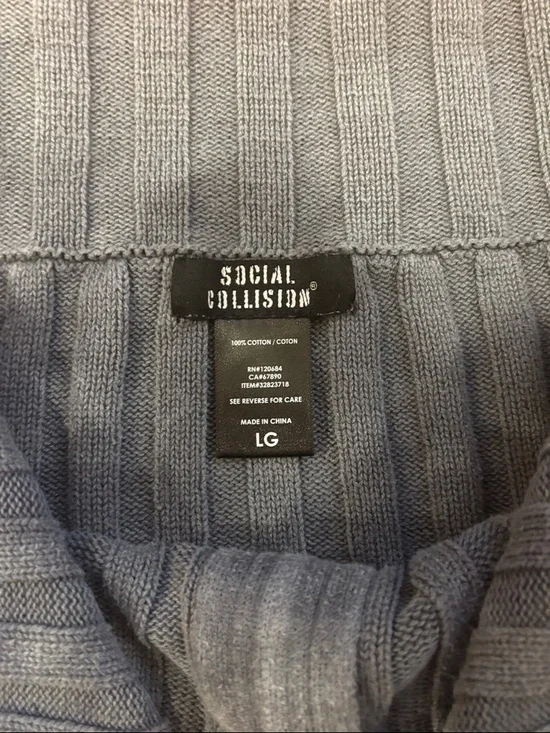 SOCIAL
COLLISION®
100% COTTON / COTON
RN#120684
CA#67890
ITEM#32823718
SEE REVERSE FOR CARE
MADE IN CHINA
LG